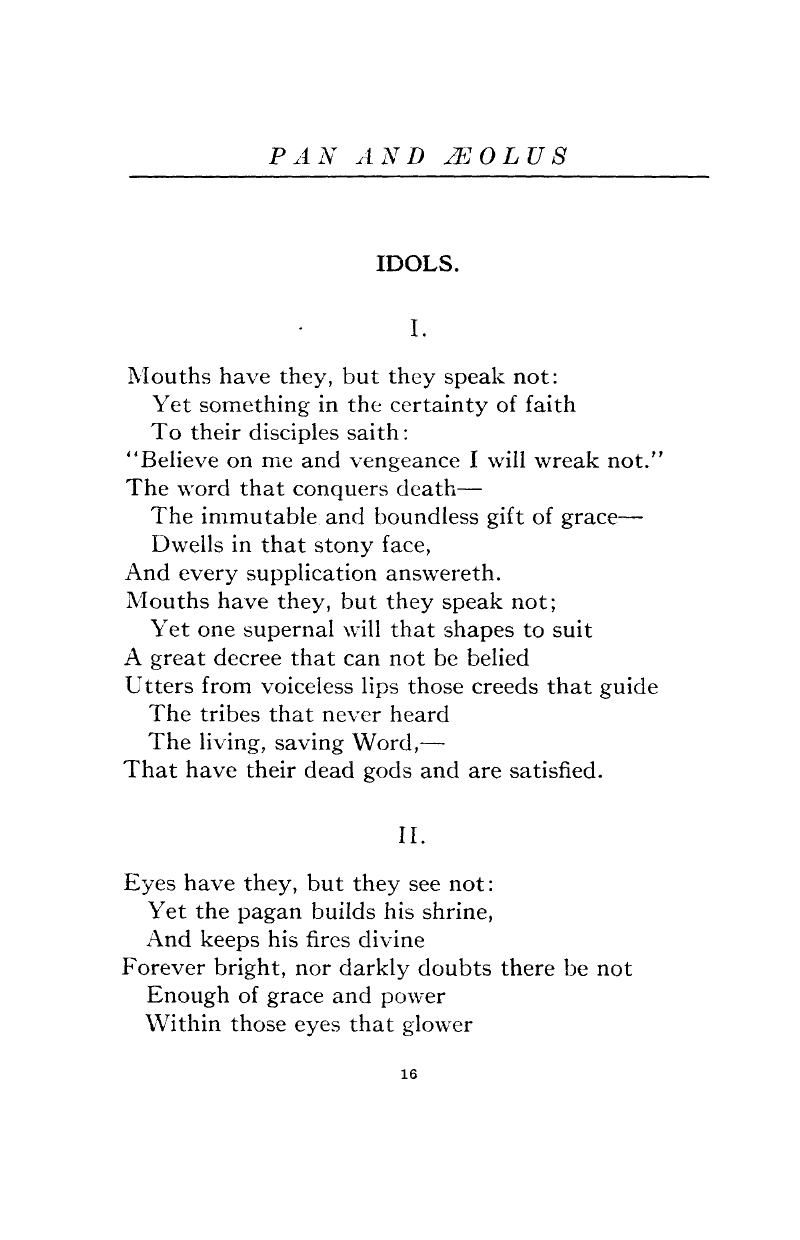 PAN AND ÆOLUS
IDOLS.
I.
Mouths have they, but they speak not:
Yet something in the certainty of faith
To their disciples saith:
"Believe on me and vengeance I will wreak not."
The word that conquers death—
The immutable and boundless gift of grace—
Dwells in that stony face,
And every supplication answereth.
Mouths have they, but they speak not;
Yet one supernal will that shapes to suit
A great decree that can not be belied
Utters from voiceless lips those creeds that guide
The tribes that never heard
The living, saving Word,—
That have their dead gods and are satisfied.
II.
Eyes have they, but they see not:
Yet the pagan builds his shrine,
And keeps his fires divine
Forever bright, nor darkly doubts there be not
Enough of grace and power
Within those eyes that glower
16